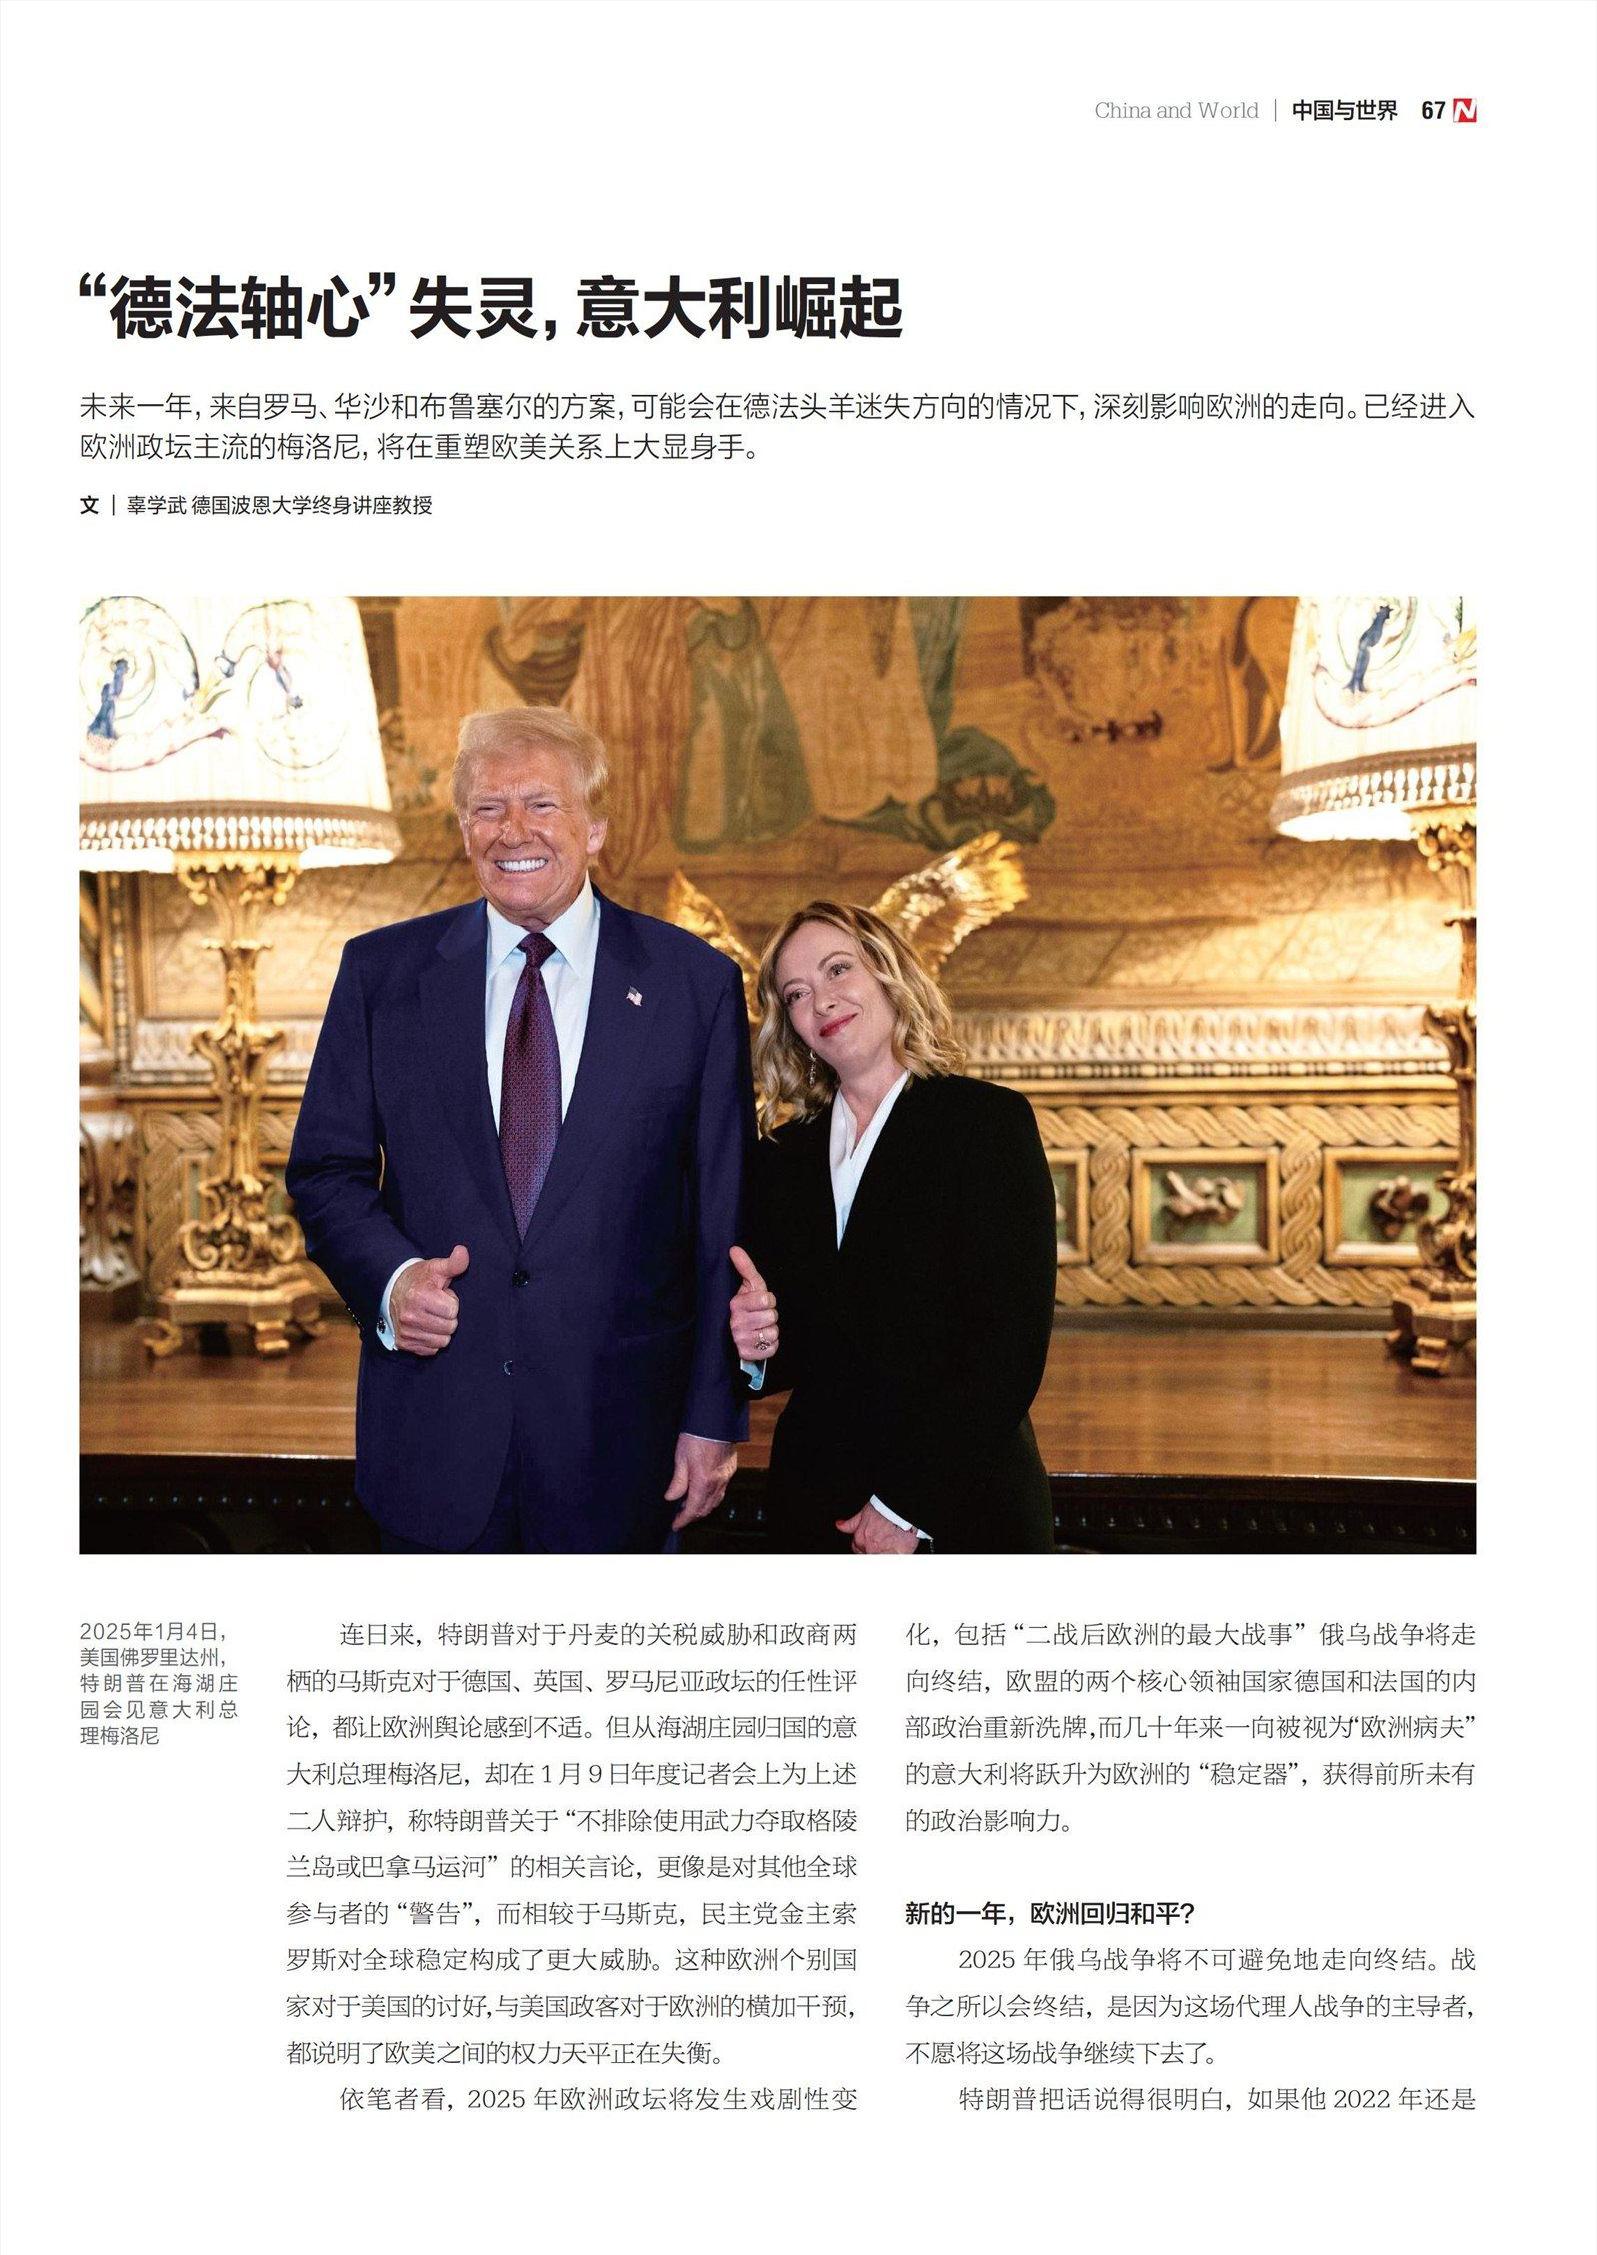 China and World | 中国与世界 67 N
“德法轴心”失灵，意大利崛起
未来一年，来自罗马、华沙和布鲁塞尔的方案，可能会在德法头羊迷失方向的情况下，深刻影响欧洲的走向。已经进入
欧洲政坛主流的梅洛尼，将在重塑欧美关系上大显身手。
文 | 辜学武 德国波恩大学终身讲座教授
2025年1月4日，
美国佛罗里达州，
特朗普在海湖庄
园会见意大利总
理梅洛尼
连日来，特朗普对于丹麦的关税威胁和政商两
栖的马斯克对于德国、英国、罗马尼亚政坛的任性评
论，都让欧洲舆论感到不适。但从海湖庄园归国的意
大利总理梅洛尼，却在 1 月 9 日年度记者会上为上述
二人辩护，称特朗普关于“不排除使用武力夺取格陵
兰岛或巴拿马运河”的相关言论，更像是对其他全球
参与者的“警告”，而相较于马斯克，民主党金主索
罗斯对全球稳定构成了更大威胁。这种欧洲个别国
家对于美国的讨好，与美国政客对于欧洲的横加干预，
都说明了欧美之间的权力天平正在失衡。
依笔者看，2025 年欧洲政坛将发生戏剧性变
化，包括“二战后欧洲的最大战事”俄乌战争将走
向终结，欧盟的两个核心领袖国家德国和法国的内
部政治重新洗牌，而几十年来一向被视为“欧洲病夫”
的意大利将跃升为欧洲的“稳定器”，获得前所未有
的政治影响力。
新的一年，欧洲回归和平？
2025 年俄乌战争将不可避免地走向终结。战
争之所以会终结，是因为这场代理人战争的主导者，
不愿将这场战争继续下去了。
特朗普把话说得很明白，如果他 2022 年还是